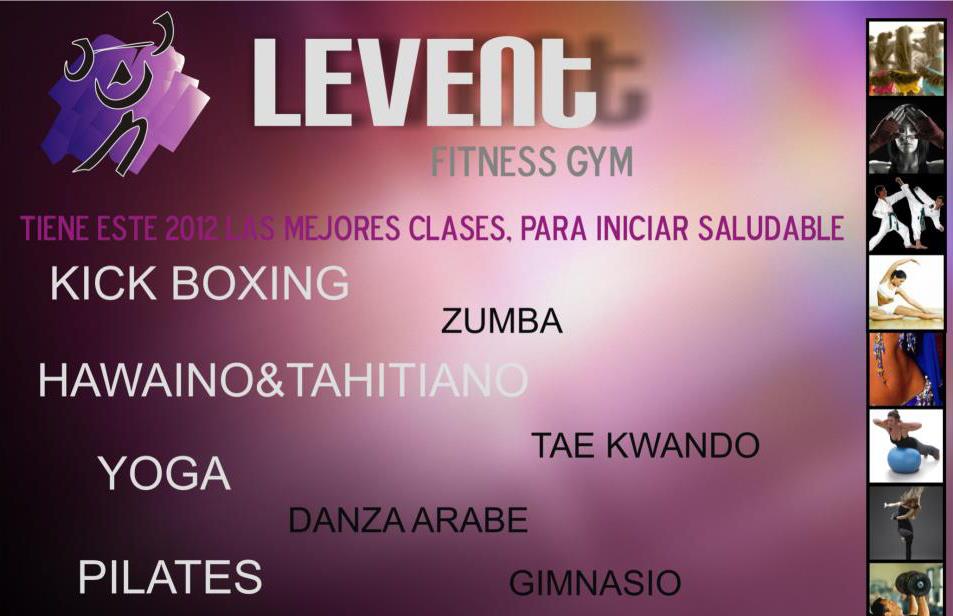 LEVENt
FITNESS GYM
TIENE ESTE 2012 LAS MEJORES CLASES, PARA INICIAR SALUDABLE
KICK BOXING
ZUMBA
HAWAINO&TAHITIANO
TAE KWANDO
YOGA
DANZA ARABE
PILATES
GIMNASIO